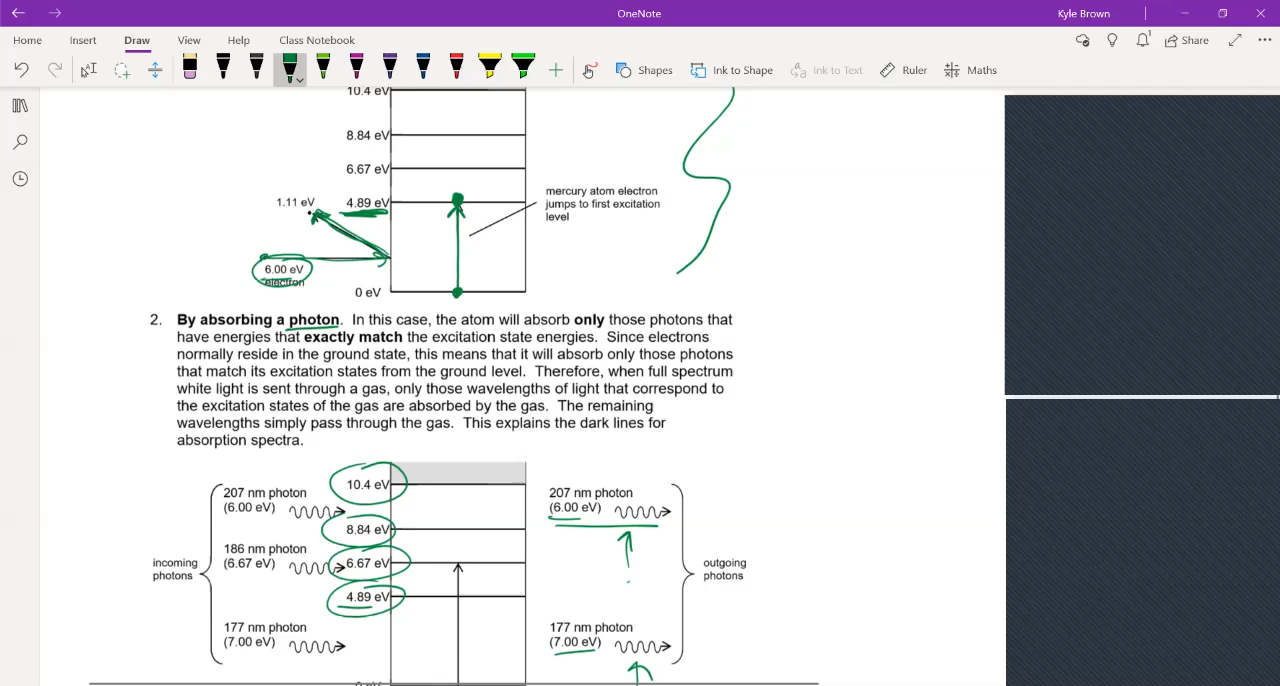 OneNote
Kyle Brown
Home Insert Draw View Help Class Notebook
1 Share
Shapes Ink to Shape Ink to Text Ruler Maths
10.4 eV
8.84 eV
6.67 eV
4.89 eV
1.11 eV
mercury atom electron
jumps to first excitation
level
6.00 eV
electron
0 eV
2. By absorbing a photon. In this case, the atom will absorb only those photons that
have energies that exactly match the excitation state energies. Since electrons
normally reside in the ground state, this means that it will absorb only those photons
that match its excitation states from the ground level. Therefore, when full spectrum
white light is sent through a gas, only those wavelengths of light that correspond to
the excitation states of the gas are absorbed by the gas. The remaining
wavelengths simply pass through the gas. This explains the dark lines for
absorption spectra.
10.4 eV
207 nm photon
(6.00 eV)
8.84 eV
186 nm photon
(6.67 eV)
6.67 eV
incoming
photons
4.89 eV
177 nm photon
(7.00 eV)
0 eV
207 nm photon
(6.00 eV)
outgoing
photons
177 nm photon
(7.00 eV)